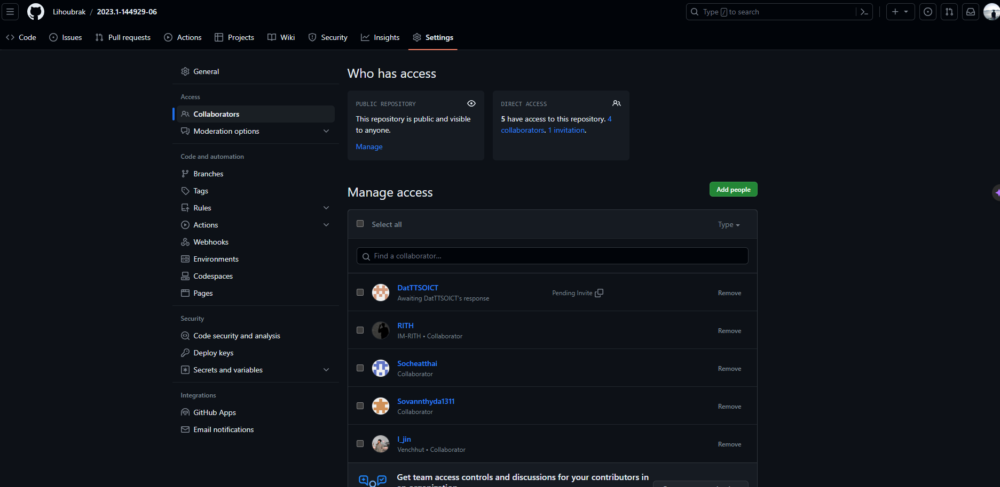 Lihoubrak / 2023.1-144929-06
Type / to search
Code
Issues
Pull requests
Actions
Projects
Wiki
Security
Insights
Settings
General
Access
Collaborators
Moderation options
Code and automation
Branches
Tags
Rules
Actions
Webhooks
Environments
Codespaces
Pages
Security
Code security and analysis
Deploy keys
Secrets and variables
Integrations
GitHub Apps
Email notifications
Who has access
PUBLIC REPOSITORY
This repository is public and visible
to anyone.
Manage
DIRECT ACCESS
5 have access to this repository. 4
collaborators. 1 invitation.
Manage access
Add people
Select all
Type
Find a collaborator...
DatTTSOICT
Awaiting DatTTSOICT's response
Pending Invite
Remove
RITH
IM-RITH • Collaborator
Remove
Socheatthai
Collaborator
Remove
Sovannthyda1311
Collaborator
Remove
I_jin
Venchhut • Collaborator
Remove
Get team access controls and discussions for your contributors in
an organization